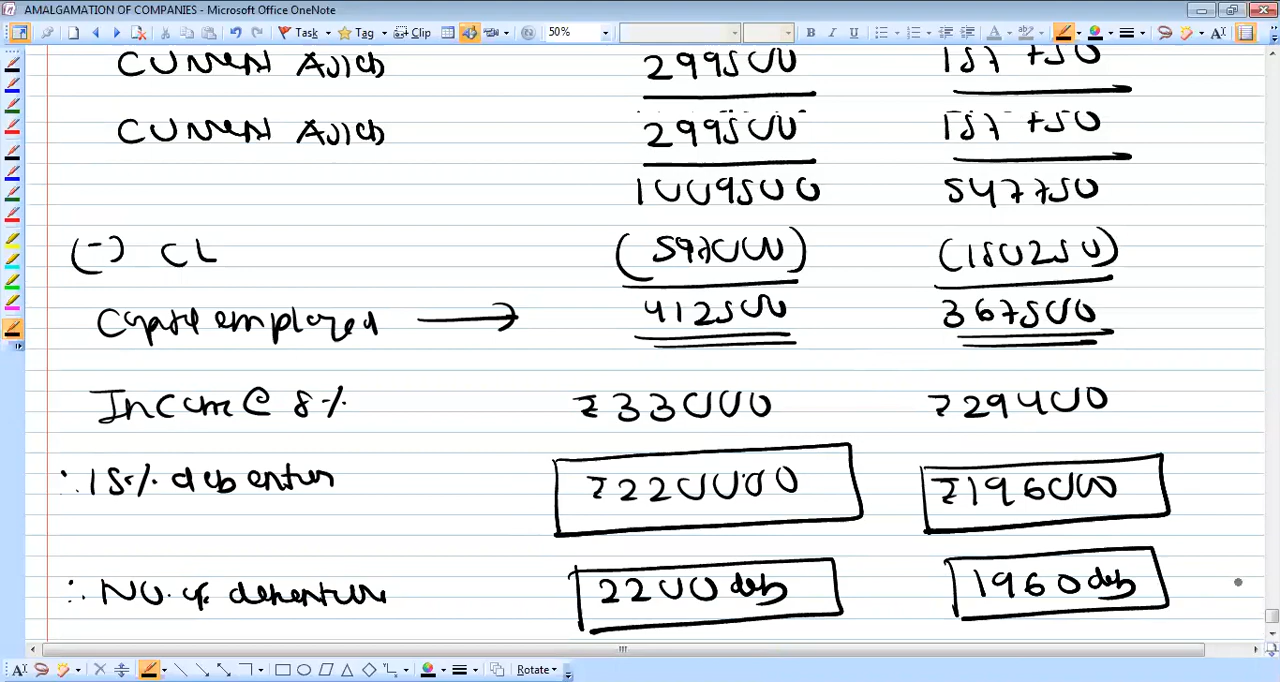 AMALGAMATION OF COMPANIES - Microsoft Office OneNote
Task Tag Clip 50%
Current Assets 299500 157750
Current Assets 299500 157750
1009500 547750
(-) CL (597000) (180250)
Capital employed → 412500 367500
Income @ 8% ₹33000 ₹29400
∴ 15% debenture ₹220000 ₹196000
∴ No. of debenture 2200 deb 1960 deb
Rotate